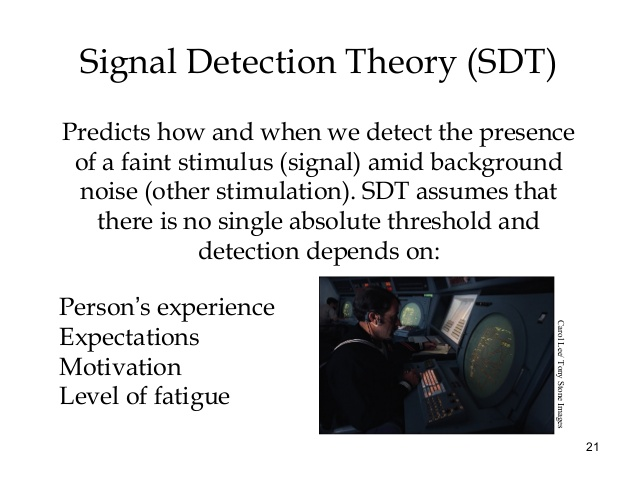 Signal Detection Theory (SDT)
Predicts how and when we detect the presence
of a faint stimulus (signal) amid background
noise (other stimulation). SDT assumes that
there is no single absolute threshold and
detection depends on:
Person’s experience
Expectations
Motivation
Level of fatigue
Carol Lee/ Tony Stone Images
21